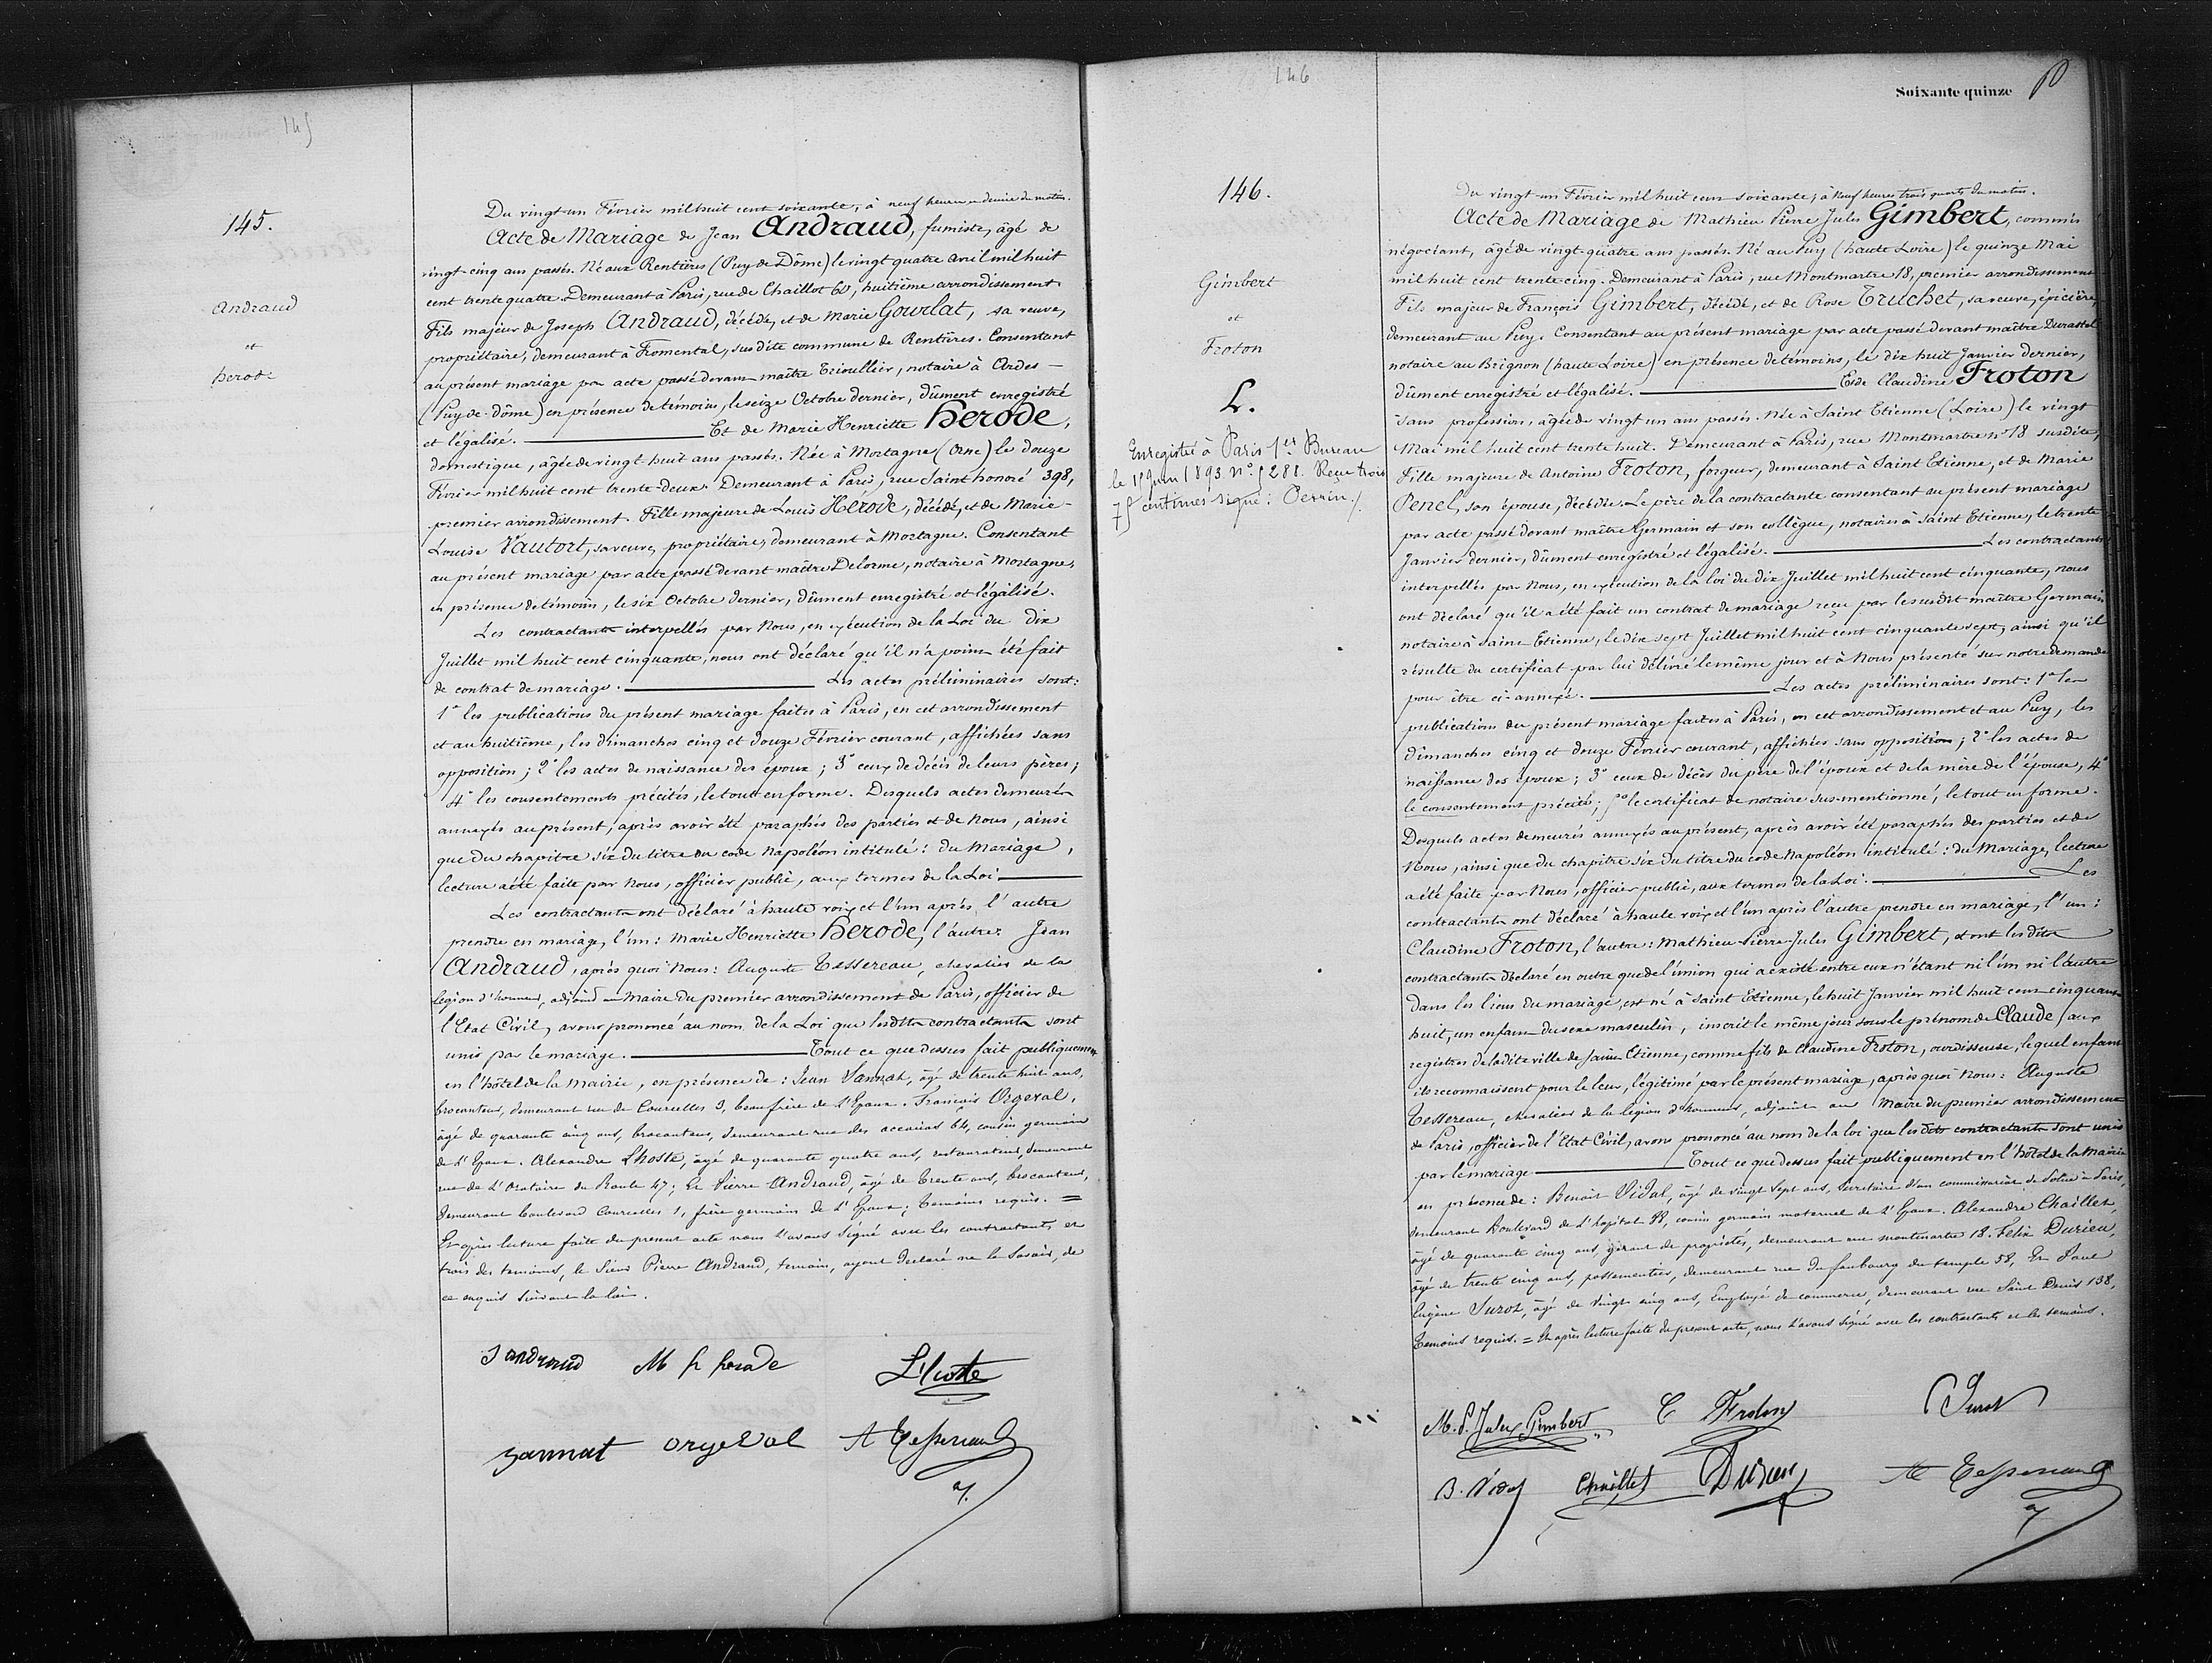 145
145.
Andraud
et
herode
Du vingt-un Février mil huit cent soixante, à neuf heures et demie du matin.
Acte de Mariage de Jean Andraud, fumiste, âgé de
vingt-cinq ans passés. Né aux Rentières (Puy de Dôme) le vingt quatre avril mil huit
cent trente quatre. Demeurant à Paris, rue de Chaillot 60, huitième arrondissement.
Fils majeur de Joseph Andraud, décédé, et de Marie Gourlat, sa veuve,
propriétaire, demeurant à Fromental, susdite commune de Rentières. Consentant
au présent mariage par acte passé devant maître Trioullier, notaire à Ardes —
(Puy-de-dôme) en présence de témoins, le seize Octobre dernier, dûment enregistré
et légalisé. — Et de Marie Henriette herode,
domestique, âgée de vingt-huit ans passés. Née à Mortagne (Orne) le douze
Février mil huit cent trente-deux. Demeurant à Paris, rue Saint honoré 398,
premier arrondissement. Fille majeure de Louis Hérode, décédé, et de Marie-
Louise Vautort, sa veuve, propriétaire, demeurant à Mortagne. Consentant
au présent mariage par acte passé devant maître Delorme, notaire à Mortagne,
en présence de témoins, le six Octobre dernier, dûment enregistré et légalisé.
Les contractants interpellés par Nous, en exécution de la Loi du dix
Juillet mil huit cent cinquante, nous ont déclaré qu'il n'a point été fait
de contrat de mariage. — Les actes préliminaires sont:
1° les publications du présent mariage faites à Paris, en cet arrondissement
et au huitième, les dimanches cinq et douze Février courant, affichées sans
opposition; 2° les actes de naissance des époux; 3° ceux de décès de leurs pères;
4° les consentements précités, le tout en forme. Desquels actes demeurés
annexés au présent, après avoir été paraphés des parties et de Nous, ainsi
que du chapitre six du titre du code Napoléon intitulé: du Mariage,
lecture a été faite par Nous, officier public, aux termes de la Loi. —
Les contractants ont déclaré à haute voix et l'un après l'autre
prendre en mariage, l'un: Marie Henriette herode, l'autre: Jean
Andraud, après quoi Nous: Auguste Tessereau, chevalier de la
légion d'honneur, adjoint au Maire du premier arrondissement de Paris, officier de
l'Etat Civil, avons prononcé au nom de la Loi que lesdits contractants sont
unis par le mariage. — Tout ce que dessus fait publiquement
en l'hôtel de la Mairie, en présence de: Jean Vannat, âgé de trente huit ans,
brocanteur, demeurant rue de Courcelles 3, beau frère de l'Epoux. François Orgeval,
âgé de quarante cinq ans, brocanteur, demeurant rue des acacias 64, cousin germain
de l'Epoux. Alexandre Lhoste, âgé de quarante quatre ans, restaurateur, demeurant
rue de l'oratoire du Roule 47; Et Pierre Andraud, âgé de trente ans, brocanteur,
demeurant boulevard Courcelles 1, frère germain de l'Epoux; témoins requis. =
Et après lecture faite du présent acte nous l'avons signé avec les contractants et
trois des témoins, le sieur Pierre Andraud, témoin, ayant déclaré ne le savoir, de
ce enquis suivant la loi.
J andraud M h herode L'hoste
Vannat orgeval A Tessereau
146
Soixante quinze
146.
Gimbert
et
Froton
L.
Enregistré à Paris 1er Bureau
le 1er Juin 1893 N° 5288. Reçu trois
75 centimes signé: Perrin.
Du vingt-un Février mil huit cent soixante, à Neuf heures trois quarts du matin.
Acte de Mariage de Mathieu Pierre Jules Gimbert, commis
négociant, âgé de vingt-quatre ans passés. Né au Puy (haute Loire) le quinze Mai
mil huit cent trente-cinq. Demeurant à Paris, rue Montmartre 18, premier arrondissement
Fils majeur de François Gimbert, décédé, et de Rose Truchet, sa veuve, épicière,
demeurant au Puy. Consentant au présent mariage par acte passé devant maître Durastel
notaire au Brignon (haute Loire) en présence de témoins, le dix huit Janvier dernier,
dûment enregistré et légalisé. — Et de Claudine Froton
sans profession, âgée de vingt un ans passés. Née à Saint Etienne (Loire) le vingt
Mai mil huit cent trente huit. Demeurant à Paris, rue Montmartre n° 18 susdite,
Fille majeure de Antoine Froton, forgeur, demeurant à Saint Etienne, et de Marie
Penel, son épouse, décédée. Le père de la contractante consentant au présent mariage
par acte passé devant maître Germain et son collègue, notaires à Saint Etienne, le trente
Janvier dernier, dûment enregistré et légalisé. — Les contractants
interpellés par Nous, en exécution de la loi du dix Juillet mil huit cent cinquante, nous
ont déclaré qu'il a été fait un contrat de mariage reçu par le susdit maître Germain
notaire à Saint Etienne, le dix sept Juillet mil huit cent cinquante sept, ainsi qu'il
résulte du certificat par lui délivré le même jour et à Nous présenté sur notre demande
pour être ci-annexé. — Les actes préliminaires sont: 1° les
publications du présent mariage faites à Paris, en cet arrondissement et au Puy, les
dimanches cinq et douze Février courant, affichées sans opposition; 2° les actes de
naissance des époux; 3° ceux de décès du père de l'époux et de la mère de l'épouse, 4°
le consentement précité; 5° le certificat de notaire sus-mentionné, le tout en forme.
Desquels actes demeurés annexés au présent, après avoir été paraphés des parties et de
Nous, ainsi que du chapitre six du titre du code Napoléon intitulé: du Mariage, lecture
a été faite par Nous, officier public, aux termes de la Loi. — Les
contractants ont déclaré à haute voix et l'un après l'autre prendre en mariage, l'un:
Claudine Froton, l'autre: Mathieu-Pierre-Jules Gimbert, et ont lesdits
contractants déclaré en outre que de l'union qui a existé entre eux n'étant ni l'un ni l'autre
dans les liens du mariage, est né à Saint Etienne, le huit Janvier mil huit cent cinquante
huit, un enfant du sexe masculin, inscrit le même jour sous le prénom de Claude, aux
registres de ladite ville de Saint Etienne, comme fils de Claudine Froton, ourdisseuse, lequel enfant
ils reconnaissent pour le leur, légitimé par le présent mariage, après quoi Nous: Auguste
Tessereau, chevalier de la légion d'honneur, adjoint au Maire du premier arrondissement
de Paris, officier de l'Etat Civil, avons prononcé au nom de la loi que lesdits contractants sont unis
par le mariage — Tout ce que dessus fait publiquement en l'hôtel de la Mairie
en présence de: Benoit Vidal, âgé de vingt sept ans, secrétaire d'un commissariat de Police à Paris,
demeurant boulevard de l'hopital 38, cousin germain maternel de l'Epoux. Alexandre Chaillet,
âgé de quarante cinq ans, gérant de propriétés, demeurant rue montmartre 18. Felix Durieu,
âgé de trente cinq ans, passementier, demeurant rue du faubourg du temple 58, Et Paul
Eugène Surot, âgé de vingt cinq ans, Employé de commerce, demeurant rue Saint Denis 138,
témoins requis. = Et après lecture faite du présent acte, nous l'avons signé avec les contractants et les témoins.
M. P. Jules Gimbert C Froton Surot
B. Vidal Chaillet Durieu A Tessereau